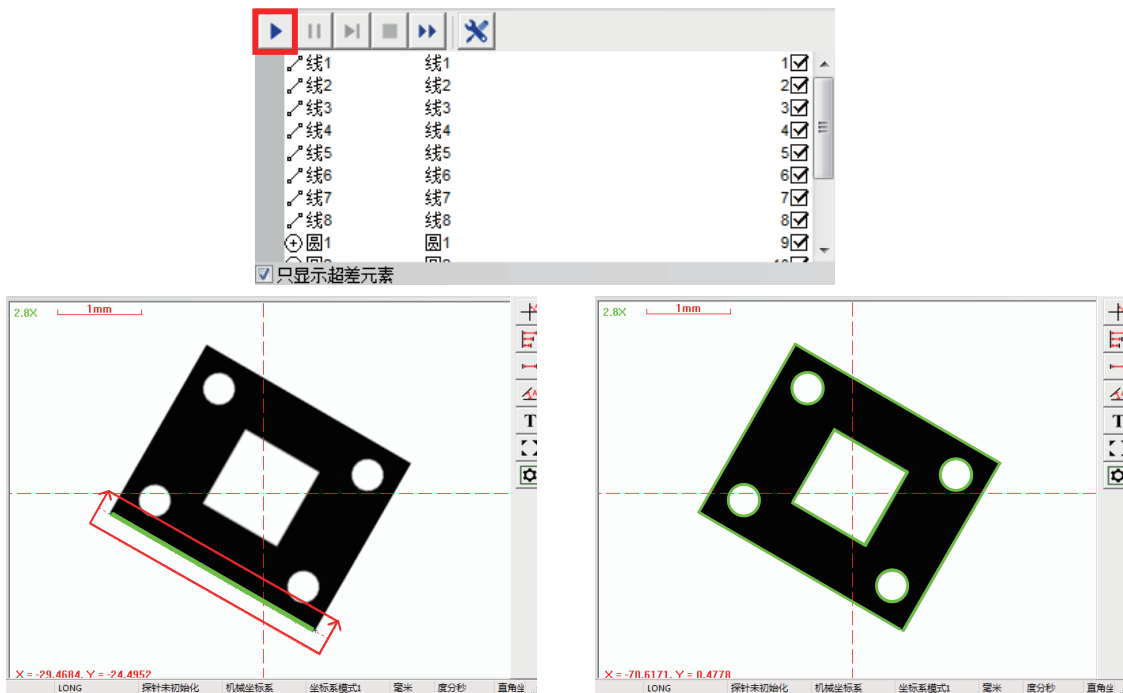 线1 线1 1
线2 线2 2
线3 线3 3
线4 线4 4
线5 线5 5
线6 线6 6
线7 线7 7
线8 线8 8
圆1 圆1 9
只显示超差元素
2.8X 1mm
T
X = -29.4684, Y = -24.4952
LONG 探针未初始化 机械坐标系 坐标系模式1 毫米 度分秒 直角坐
2.8X 1mm
T
X = -70.6171, Y = 0.4778
LONG 探针未初始化 机械坐标系 坐标系模式1 毫米 度分秒 直角坐